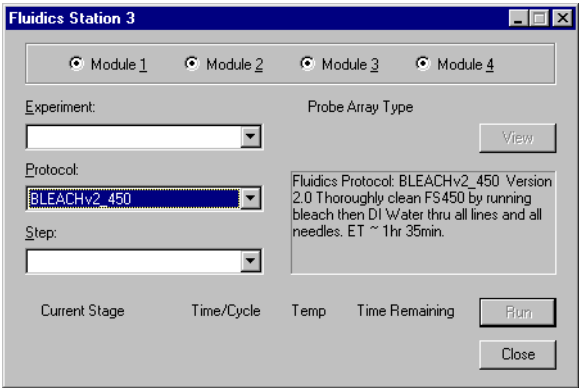 Fluidics Station 3
Module 1 Module 2 Module 3 Module 4
Experiment:
Probe Array Type
View
Protocol:
BLEACHv2_450
Fluidics Protocol: BLEACHv2_450 Version
2.0 Thoroughly clean FS450 by running
bleach then DI Water thru all lines and all
needles. ET ~ 1hr 35min.
Step:
Current Stage Time/Cycle Temp Time Remaining
Run
Close